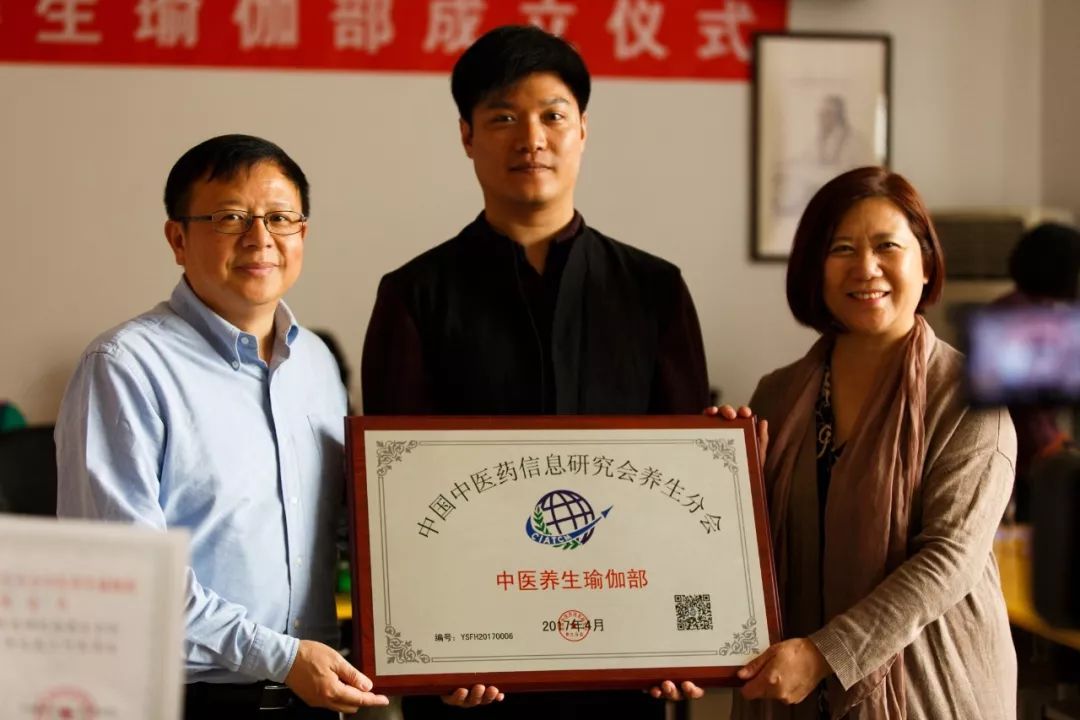 生瑜伽部成立仪式
中国中医药信息研究会养生分会
CIATCM
中医养生瑜伽部
2017年4月
编号：YSFH20170006